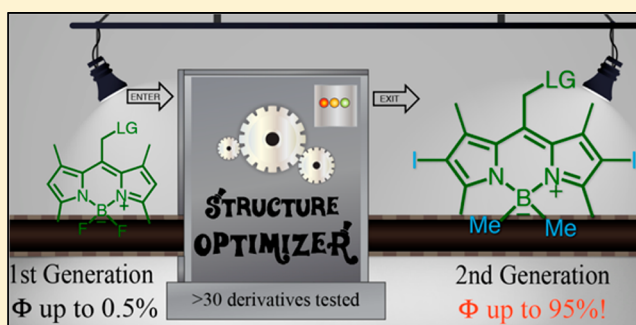 LG
ENTER
N
N
+
B
F
F
STRUCTURE
OPTIMIZER
EXIT
LG
I
I
N
N
+
B
Me
Me
1st Generation
Φ up to 0.5%
>30 derivatives tested
2nd Generation
Φ up to 95%!